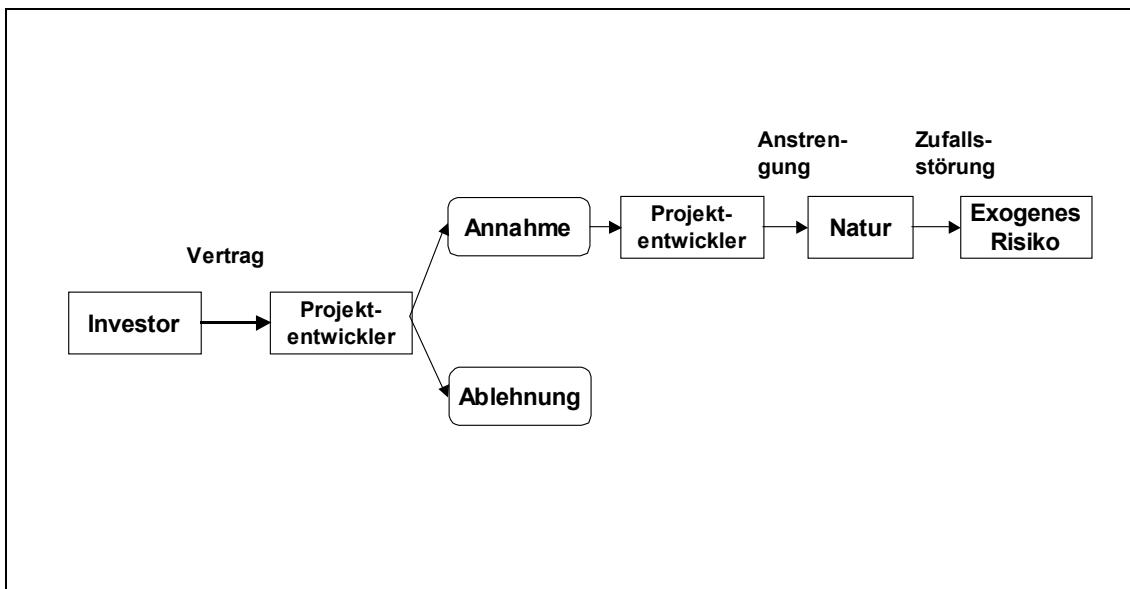 Vertrag
Investor
Projekt-
entwickler
Annahme
Ablehnung
Projekt-
entwickler
Anstren-
gung
Natur
Zufalls-
störung
Exogenes
Risiko